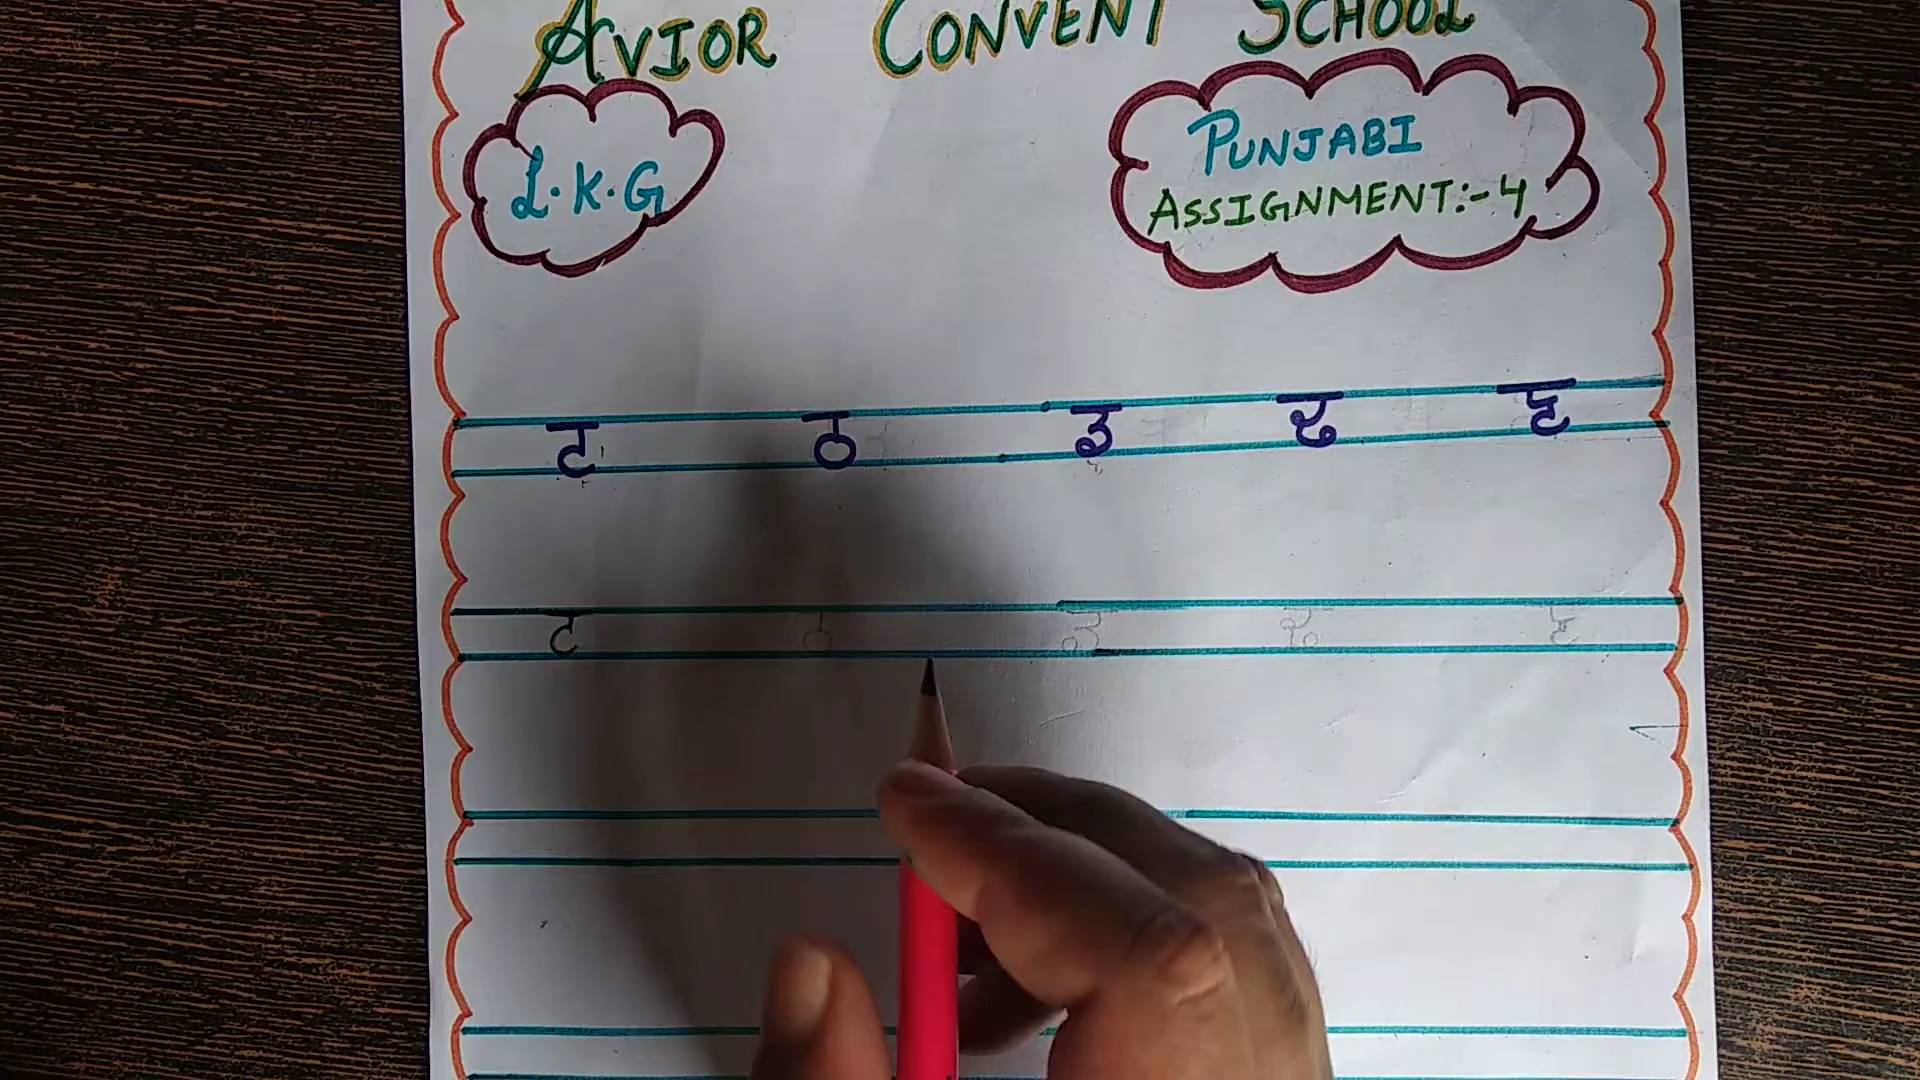 AVIOR CONVENT SCHOOL
L.K.G
PUNJABI
ASSIGNMENT:-4
ਟ ਠ ਡ ਢ ਣ
ਟ ਠ ਡ ਢ ਣ